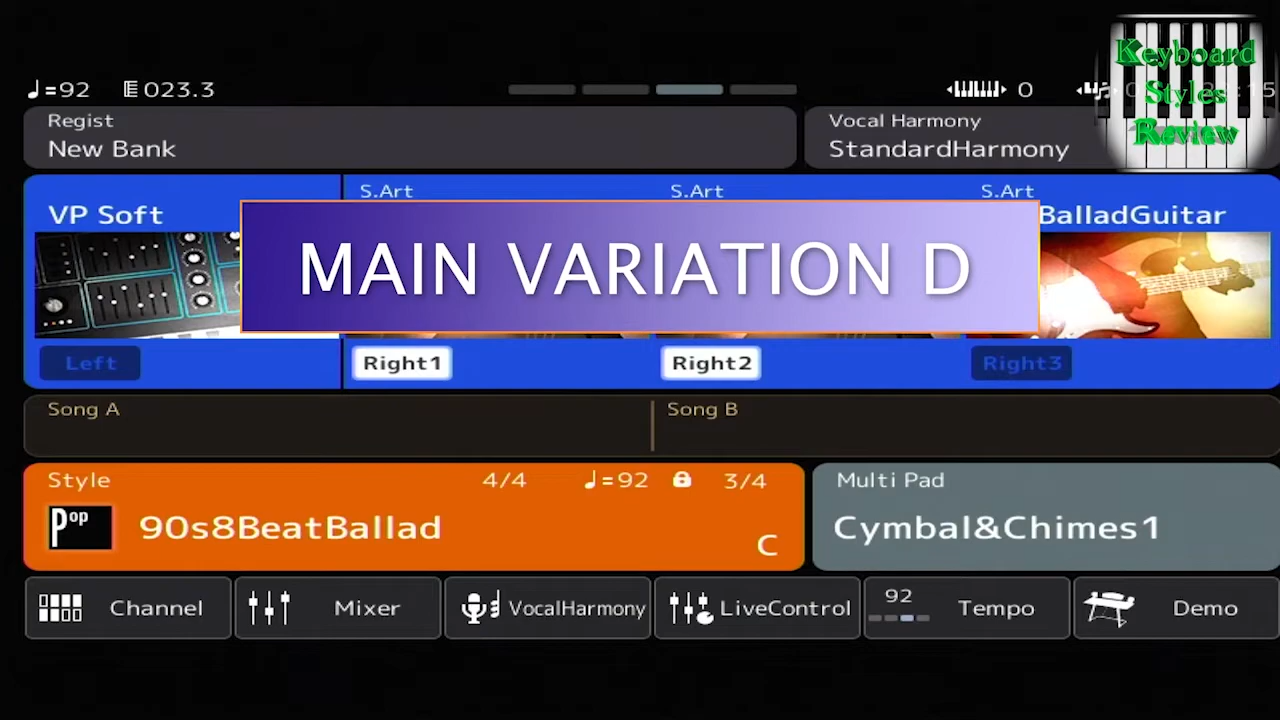 ♩=92 023.3 0
Keyboard
Styles
Review
Regist
New Bank
Vocal Harmony
StandardHarmony
VP Soft
S.Art
S.Art
S.Art
BalladGuitar
MAIN VARIATION D
Left
Right1
Right2
Right3
Song A
Song B
Style 4/4 ♩=92 3/4
Pop
90s8BeatBallad
C
Multi Pad
Cymbal&Chimes1
Channel
Mixer
VocalHarmony
LiveControl
92 Tempo
Demo